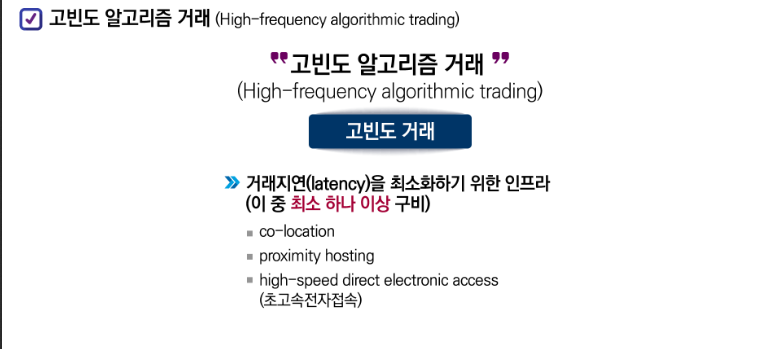 고빈도 알고리즘 거래 (High-frequency algorithmic trading)
"고빈도 알고리즘 거래"
(High-frequency algorithmic trading)
고빈도 거래
» 거래지연(latency)을 최소화하기 위한 인프라
(이 중 최소 하나 이상 구비)
▪ co-location
▪ proximity hosting
▪ high-speed direct electronic access
(초고속전자접속)